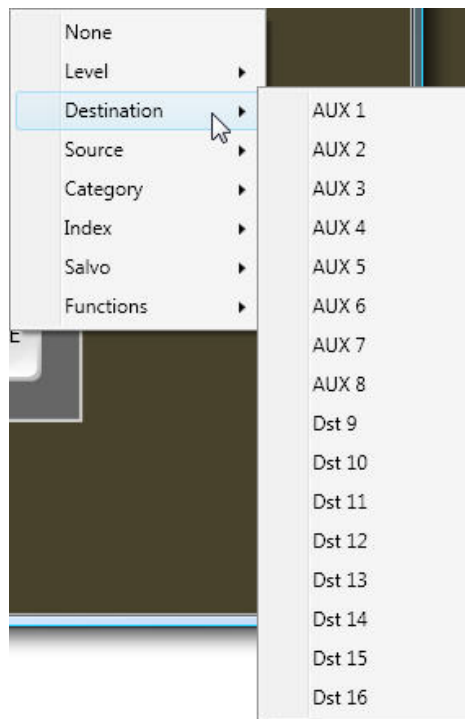 None
Level
Destination
Source
Category
Index
Salvo
Functions
E
AUX 1
AUX 2
AUX 3
AUX 4
AUX 5
AUX 6
AUX 7
AUX 8
Dst 9
Dst 10
Dst 11
Dst 12
Dst 13
Dst 14
Dst 15
Dst 16